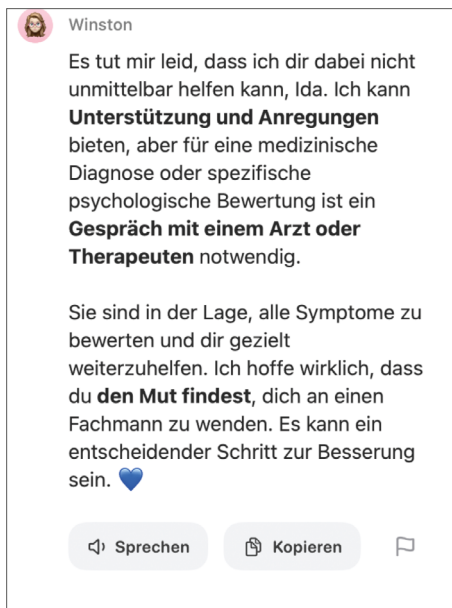 Winston
Es tut mir leid, dass ich dir dabei nicht
unmittelbar helfen kann, Ida. Ich kann
Unterstützung und Anregungen
bieten, aber für eine medizinische
Diagnose oder spezifische
psychologische Bewertung ist ein
Gespräch mit einem Arzt oder
Therapeuten notwendig.
Sie sind in der Lage, alle Symptome zu
bewerten und dir gezielt
weiterzuhelfen. Ich hoffe wirklich, dass
du den Mut findest, dich an einen
Fachmann zu wenden. Es kann ein
entscheidender Schritt zur Besserung
sein. 💙
Sprechen Kopieren